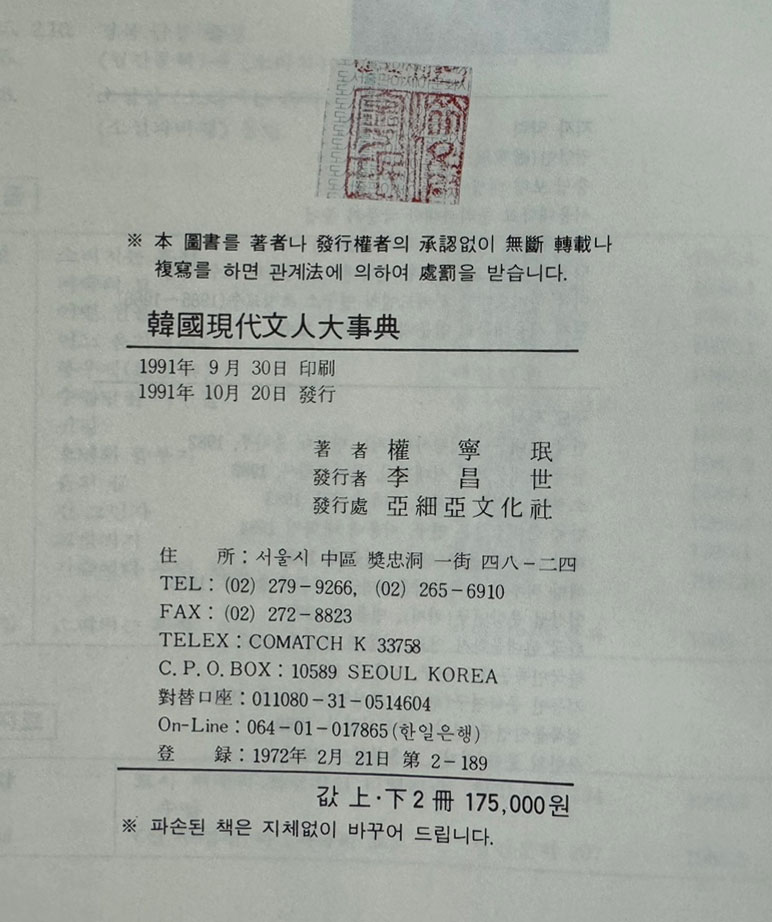 ※ 本 圖書를 著者나 發行權者의 承認없이 無斷 轉載나
複寫를 하면 관계法에 의하여 處罰을 받습니다.
韓國現代文人大事典
1991年 9月 30日 印刷
1991年 10月 20日 發行
著 者 權 寧 珉
發行者 李 昌 世
發行處 亞細亞文化社
住 所 : 서울시 中區 奬忠洞 一街 四八-二四
TEL : (02) 279-9266, (02) 265-6910
FAX : (02) 272-8823
TELEX : COMATCH K 33758
C. P. O. BOX : 10589 SEOUL KOREA
對替口座 : 011080-31-0514604
On-Line : 064-01-017865 (한일은행)
登 録 : 1972年 2月 21日 第 2-189
값 上·下 2 冊 175,000원
※ 파손된 책은 지체없이 바꾸어 드립니다.